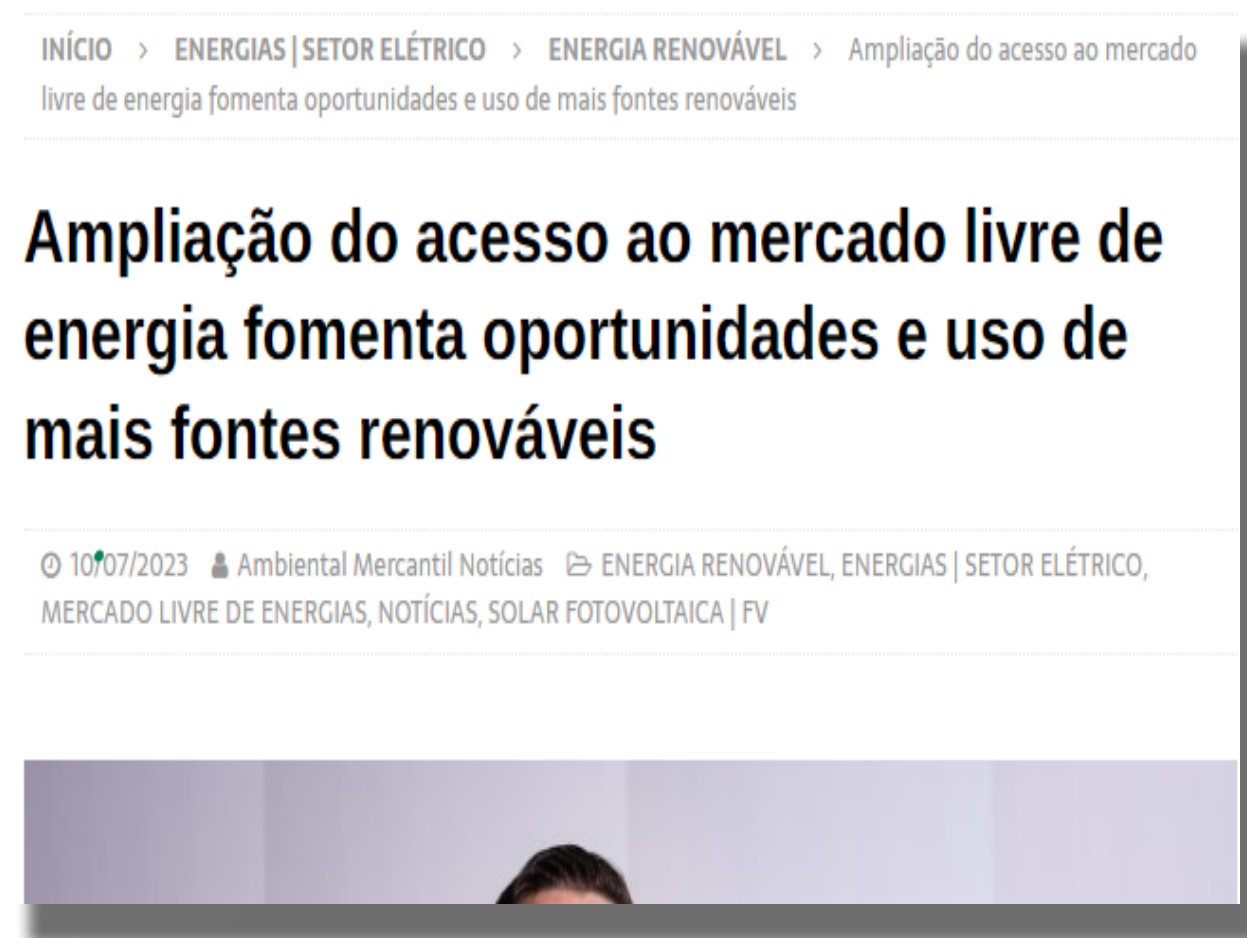 INÍCIO > ENERGIAS | SETOR ELÉTRICO > ENERGIA RENOVÁVEL > Ampliação do acesso ao mercado
livre de energia fomenta oportunidades e uso de mais fontes renováveis
Ampliação do acesso ao mercado livre de
energia fomenta oportunidades e uso de
mais fontes renováveis
10/07/2023 Ambiental Mercantil Notícias ENERGIA RENOVÁVEL, ENERGIAS | SETOR ELÉTRICO,
MERCADO LIVRE DE ENERGIAS, NOTÍCIAS, SOLAR FOTOVOLTAICA | FV